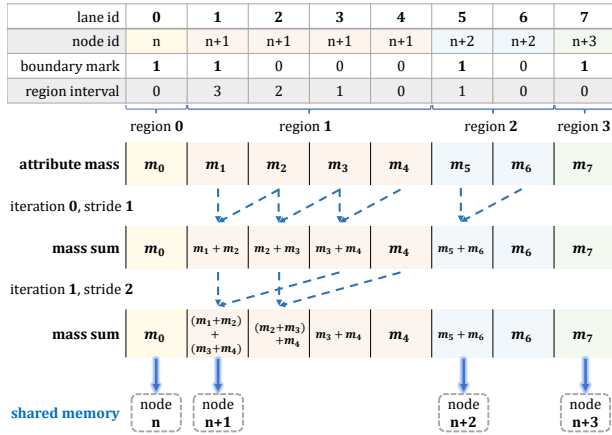 lane id 0 1 2 3 4 5 6 7
node id n n+1 n+1 n+1 n+1 n+2 n+2 n+3
boundary mark 1 1 0 0 0 1 0 1
region interval 0 3 2 1 0 1 0 0
region 0 region 1 region 2 region 3
attribute mass m0 m1 m2 m3 m4 m5 m6 m7
iteration 0, stride 1
mass sum m0 m1 + m2 m2 + m3 m3 + m4 m4 m5 + m6 m6 m7
iteration 1, stride 2
mass sum m0 (m1+m2) + (m3+m4) (m2+m3) +m4 m3 + m4 m4 m5 + m6 m6 m7
shared memory node n node n+1 node n+2 node n+3